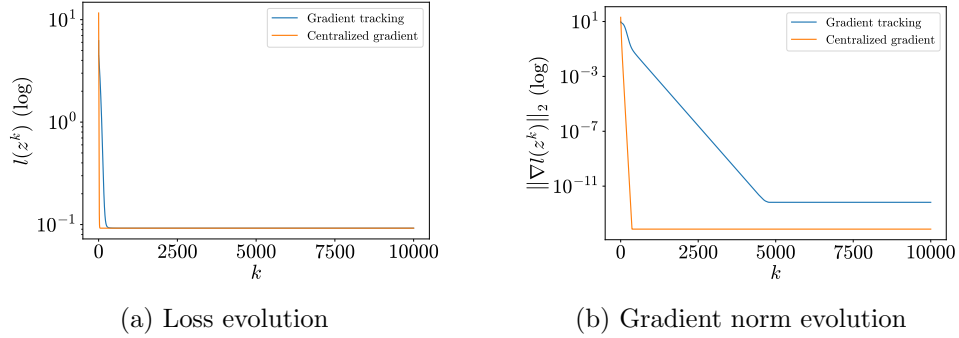 10^1
10^0
10^{-1}
l(z^k) (log)
Gradient tracking
Centralized gradient
0 2500 5000 7500 10000
k
(a) Loss evolution
10^1
10^{-3}
10^{-7}
10^{-11}
‖∇l(z^k)‖_2 (log)
Gradient tracking
Centralized gradient
0 2500 5000 7500 10000
k
(b) Gradient norm evolution